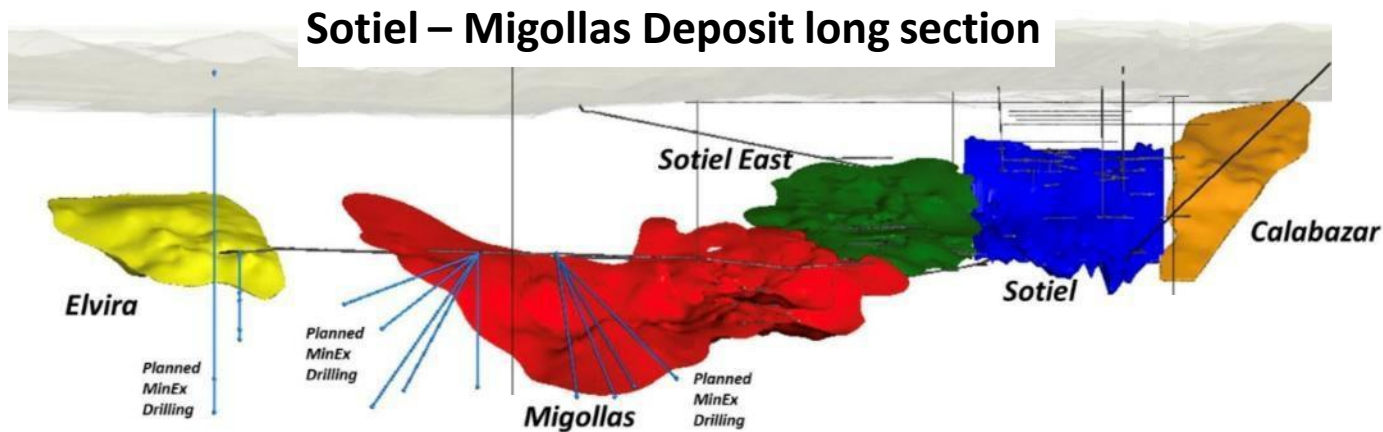 Sotiel – Migollas Deposit long section
Sotiel East
Calabazar
Elvira
Sotiel
Planned
MinEx
Drilling
Planned
MinEx
Drilling
Planned
MinEx
Drilling
Migollas